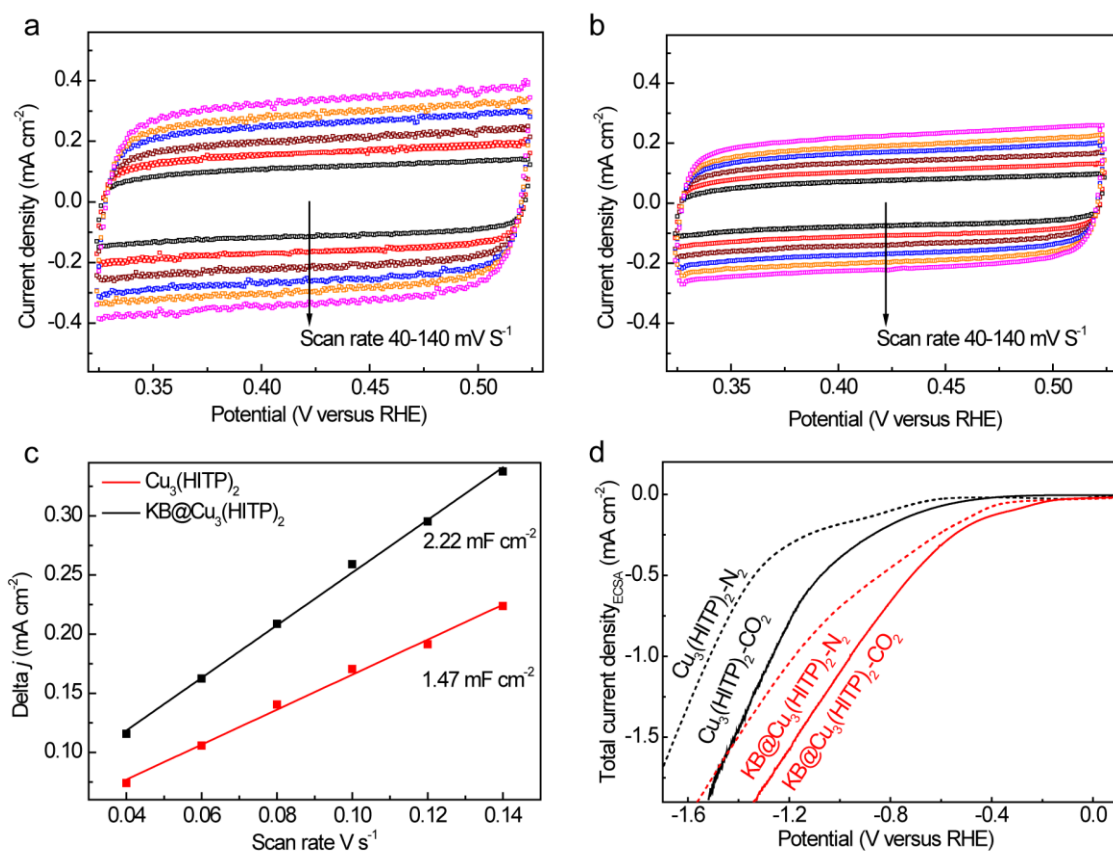 a
Current density (mA cm⁻²)
0.4
0.2
0.0
-0.2
-0.4
Scan rate 40-140 mV S⁻¹
0.35 0.40 0.45 0.50
Potential (V versus RHE)
b
Current density (mA cm⁻²)
0.4
0.2
0.0
-0.2
-0.4
Scan rate 40-140 mV S⁻¹
0.35 0.40 0.45 0.50
Potential (V versus RHE)
c
Cu₃(HITP)₂
KB@Cu₃(HITP)₂
Delta j (mA cm⁻²)
0.30
0.25
0.20
0.15
0.10
2.22 mF cm⁻²
1.47 mF cm⁻²
0.04 0.06 0.08 0.10 0.12 0.14
Scan rate V s⁻¹
d
Total current density_ECSA (mA cm⁻²)
0.0
-0.5
-1.0
-1.5
Cu₃(HITP)₂-N₂
Cu₃(HITP)₂-CO₂
KB@Cu₃(HITP)₂-N₂
KB@Cu₃(HITP)₂-CO₂
-1.6 -1.2 -0.8 -0.4 0.0
Potential (V versus RHE)